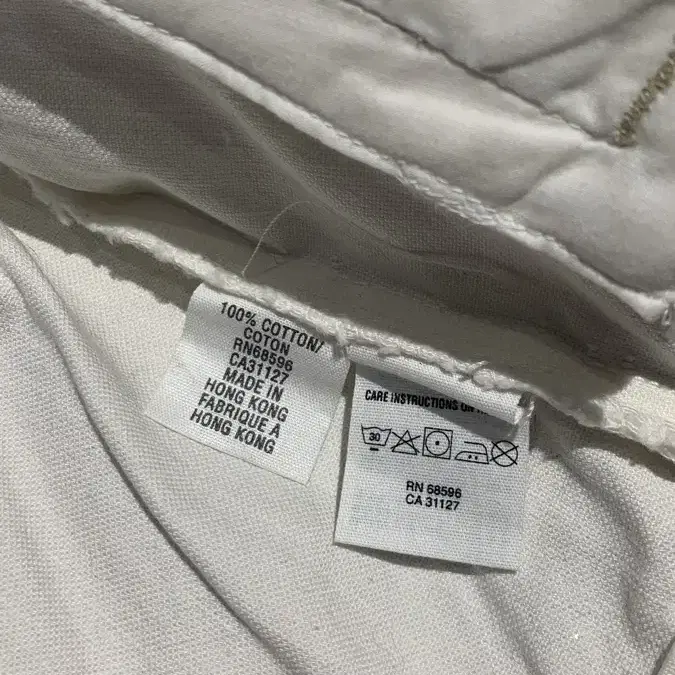 100% COTTON/
COTON
RN68596
CA31127
MADE IN
HONG KONG
FABRIQUE A
HONG KONG
CARE INSTRUCTIONS ON
30
RN 68596
CA 31127